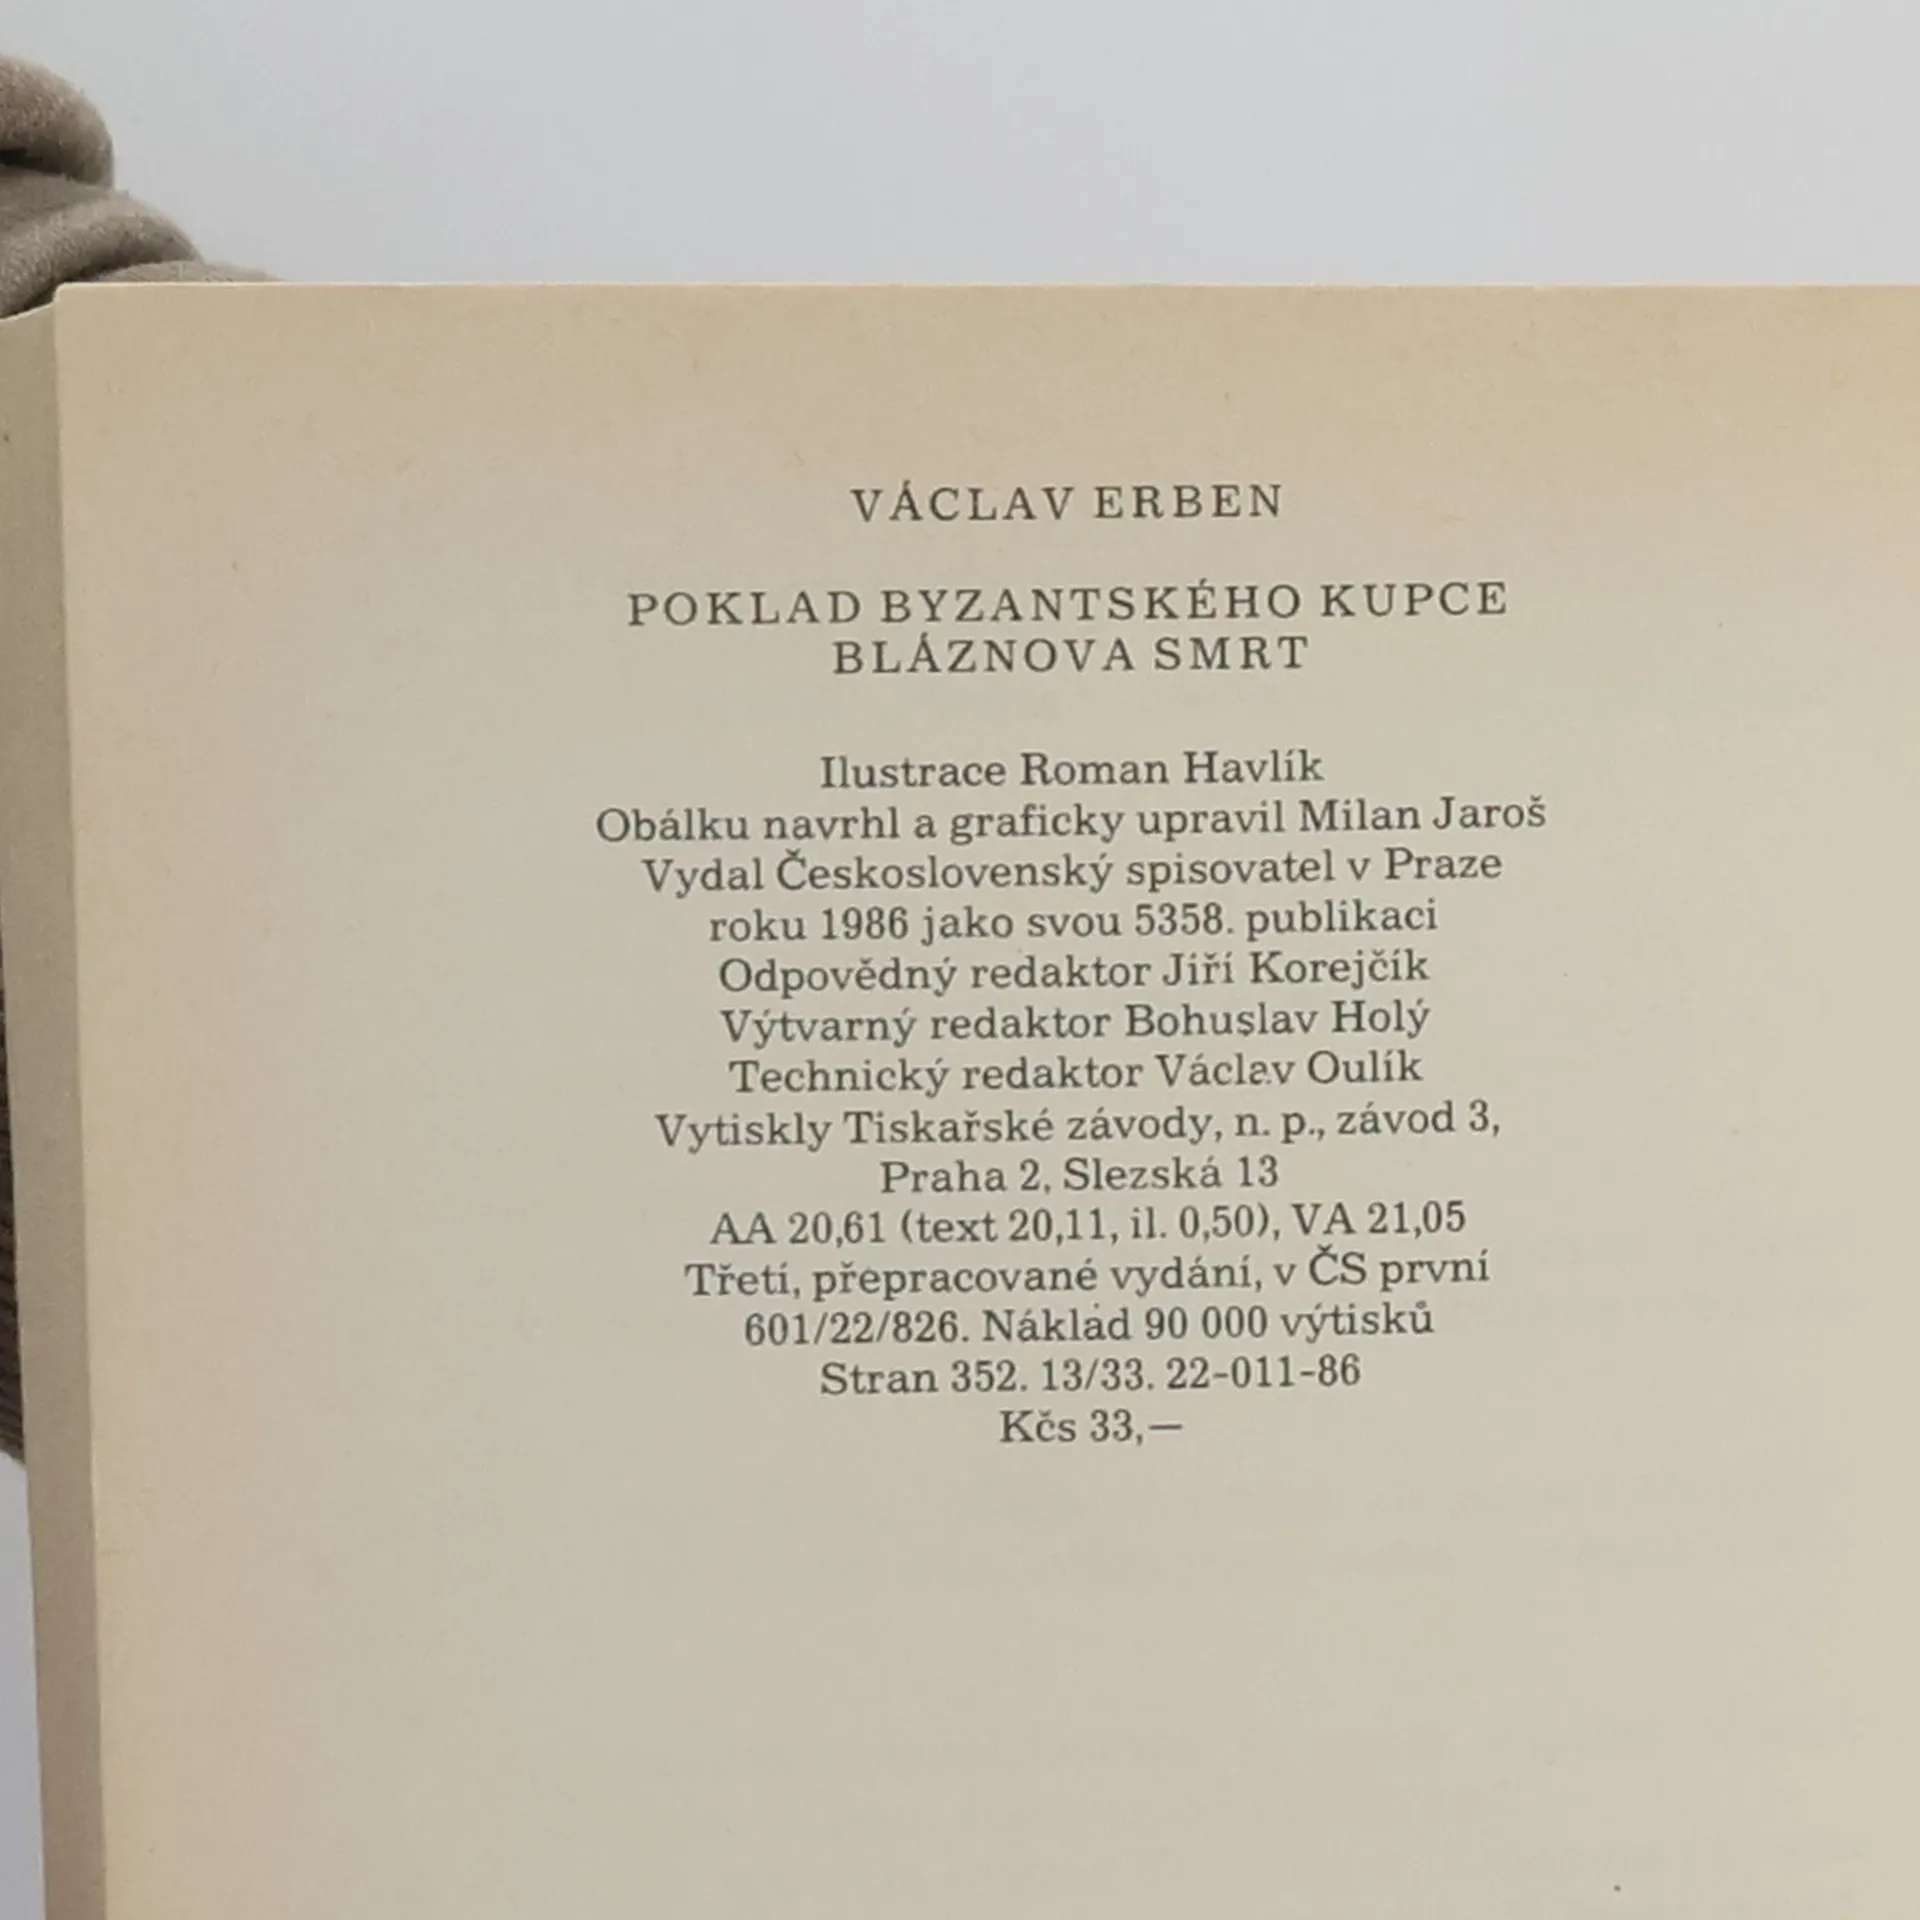 VÁCLAV ERBEN
POKLAD BYZANTSKÉHO KUPCE
BLÁZNOVA SMRT
Ilustrace Roman Havlík
Obálku navrhl a graficky upravil Milan Jaroš
Vydal Československý spisovatel v Praze
roku 1986 jako svou 5358. publikaci
Odpovědný redaktor Jiří Korejčík
Výtvarný redaktor Bohuslav Holý
Technický redaktor Václav Oulík
Vytiskly Tiskařské závody, n. p., závod 3,
Praha 2, Slezská 13
AA 20,61 (text 20,11, il. 0,50), VA 21,05
Třetí, přepracované vydání, v ČS první
601/22/826. Náklad 90 000 výtisků
Stran 352. 13/33. 22-011-86
Kčs 33,—